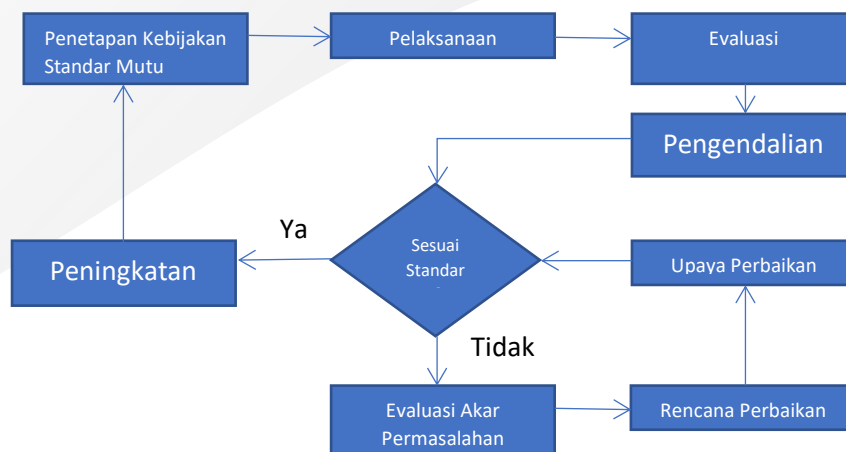 Penetapan Kebijakan
Standar Mutu
Pelaksanaan
Evaluasi
Pengendalian
Sesuai
Standar
Ya
Peningkatan
Upaya Perbaikan
Tidak
Evaluasi Akar
Permasalahan
Rencana Perbaikan